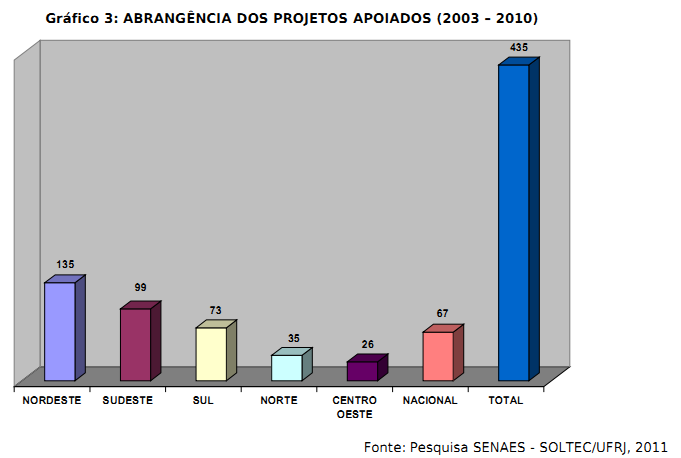 Gráfico 3: ABRANGÊNCIA DOS PROJETOS APOIADOS (2003 – 2010)
435
135
99
73
35
26
67
NORDESTE
SUDESTE
SUL
NORTE
CENTRO
OESTE
NACIONAL
TOTAL
Fonte: Pesquisa SENAES - SOLTEC/UFRJ, 2011